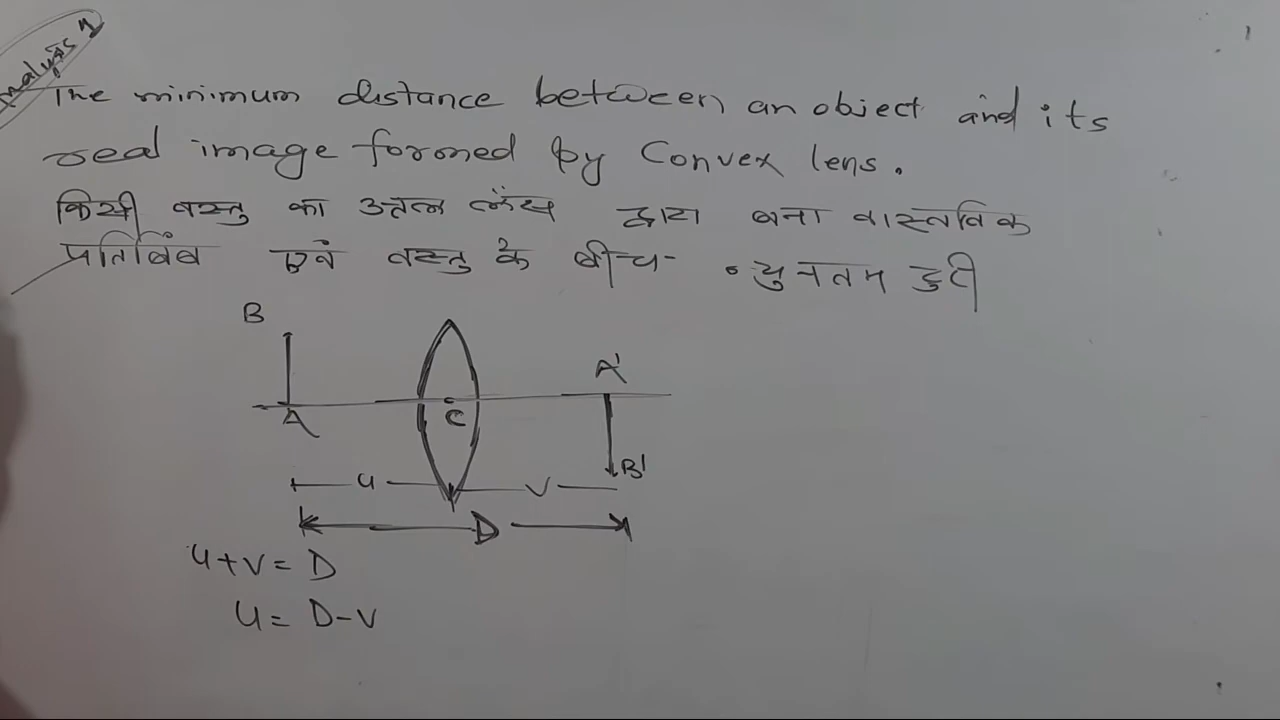 Analysis 1
The minimum distance between an object and its
real image formed by Convex lens.
किसी वस्तु का उत्तल लेंस द्वारा बना वास्तविक
प्रतिबिंब एवं वस्तु के बीच न्युनतम दुरी
B
A'
A
C
B'
u
v
D
u+v= D
u= D-v